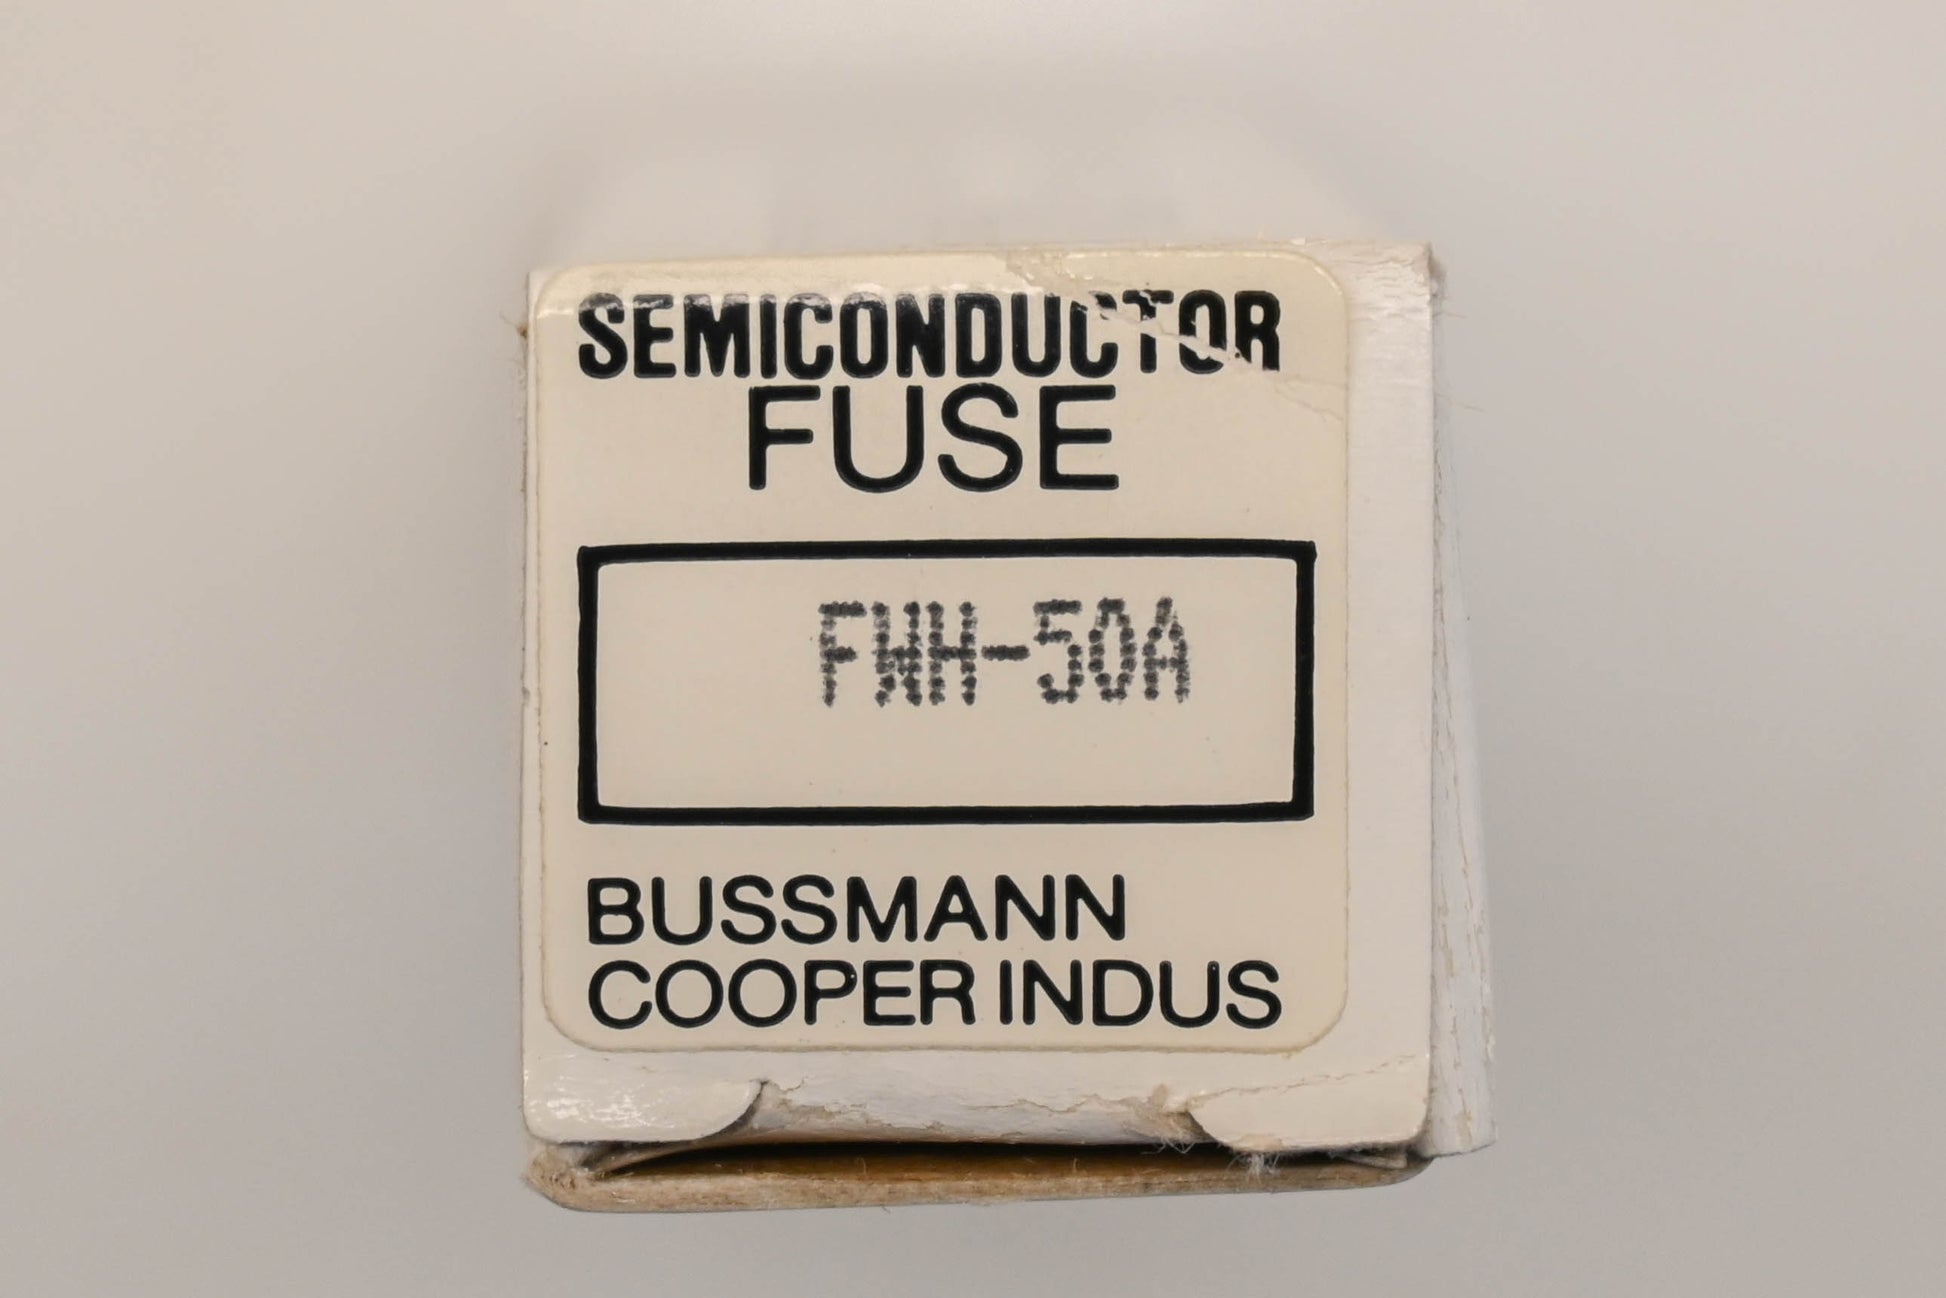 SEMICONDUCTOR
FUSE
FWH-50A
BUSSMANN
COOPER INDUS